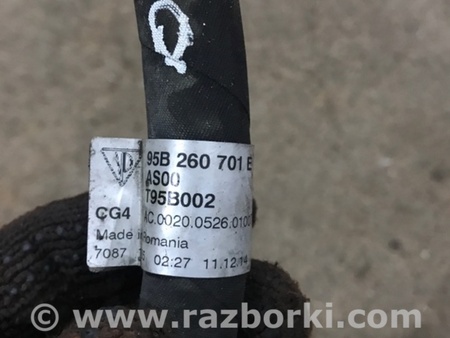 95B 260 701 E
AS00
T95B002
CG4 AC.0020.0526.0100
Made in Romania
7087 02:27 11.12.14
www.razborki.com